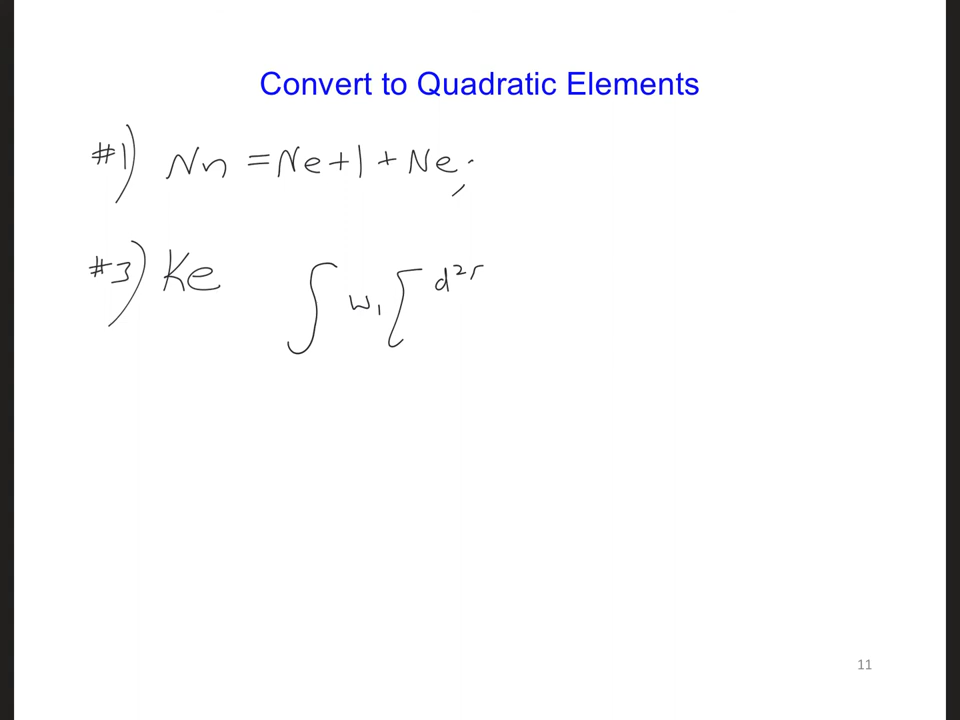 Convert to Quadratic Elements
#1) Nn = Ne + 1 + Ne;
#3) Ke ∫ w₁ [ d²r
11